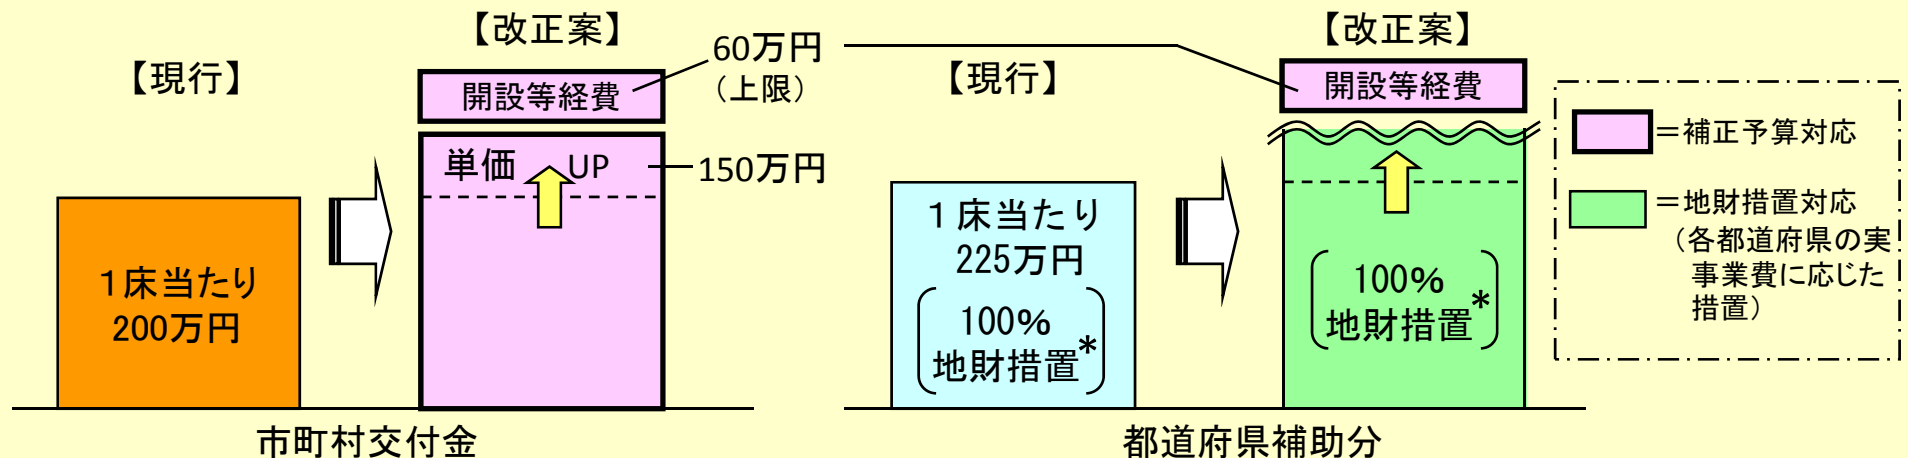 【現行】
【改正案】
60万円
（上限）
開設等経費
単価 UP
150万円
１床当たり
200万円
市町村交付金
【現行】
【改正案】
開設等経費
１床当たり
225万円
100%
地財措置*
100%
地財措置*
都道府県補助分
＝補正予算対応
＝地財措置対応
（各都道府県の実
事業費に応じた
措置）